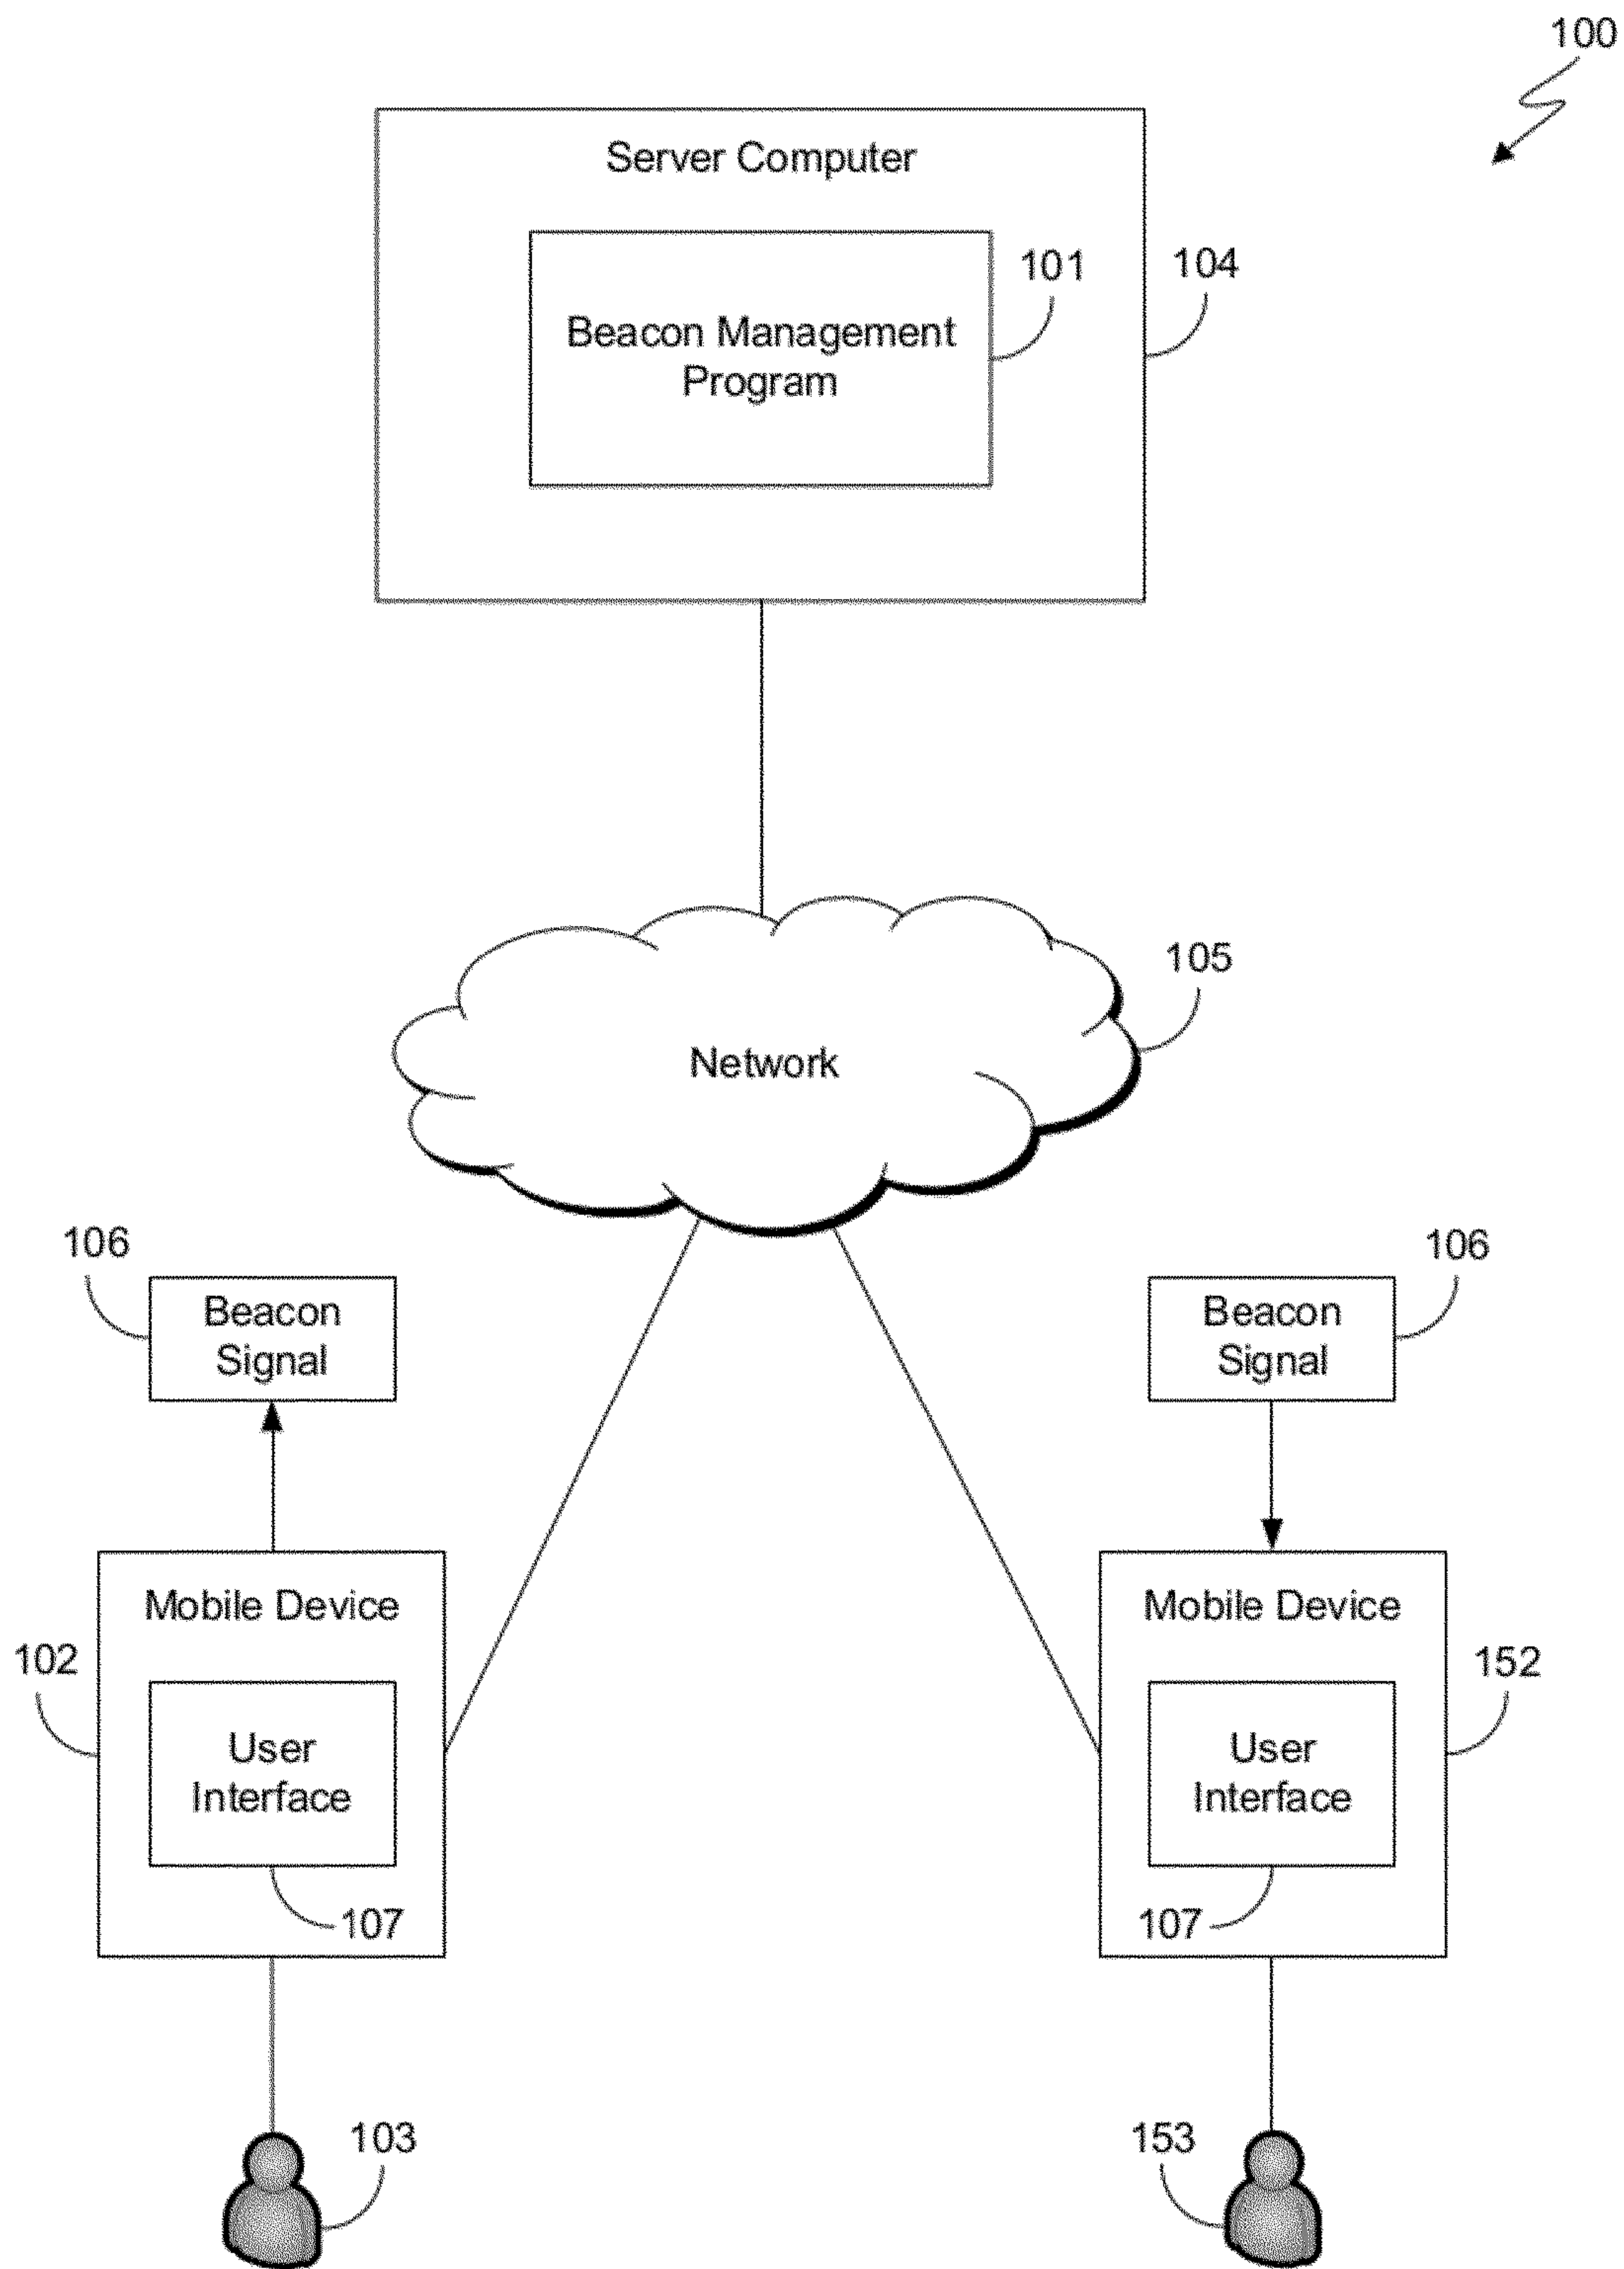 100
Server Computer
101
104
Beacon Management
Program
105
Network
106
Beacon
Signal
106
Beacon
Signal
Mobile Device
102
User
Interface
107
Mobile Device
152
User
Interface
107
103
153